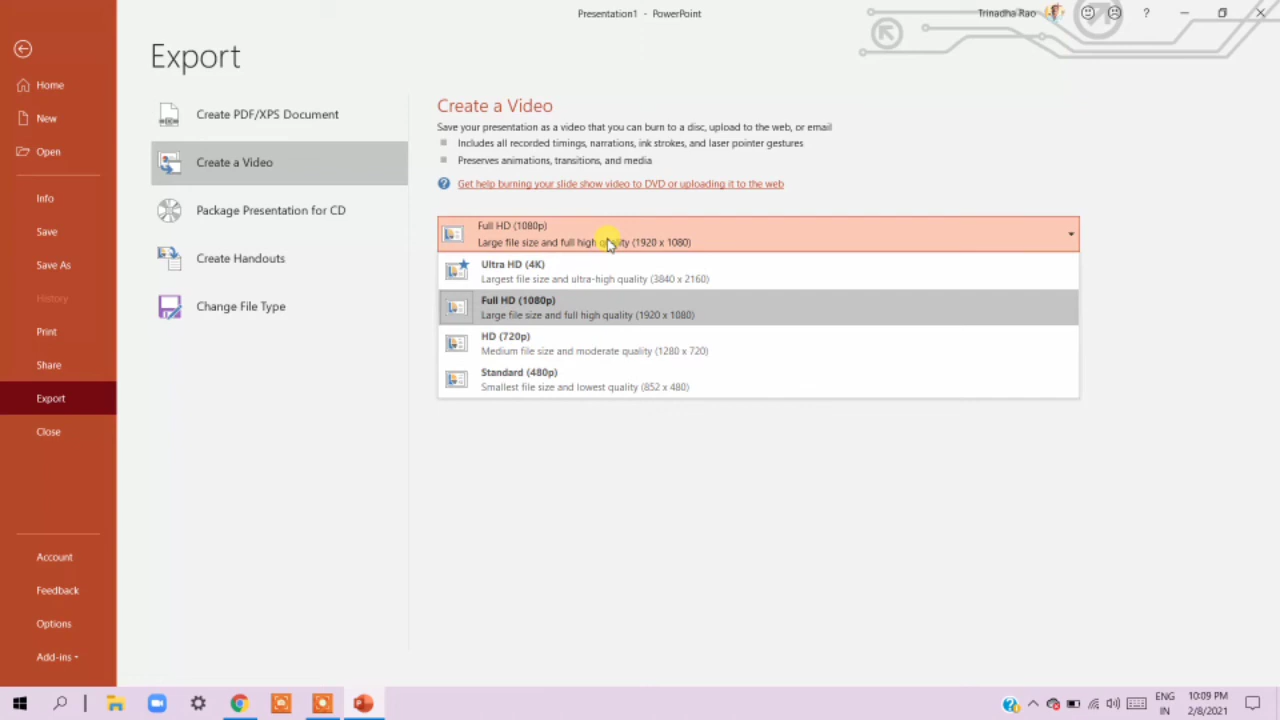 Presentation1 - PowerPoint
Trinadha Rao
?
Export
Home
New
Open
Info
Save
Save As
History
Print
Share
Export
Close
Account
Feedback
Options
Add-ins
Create PDF/XPS Document
Create a Video
Package Presentation for CD
Create Handouts
Change File Type
Create a Video
Save your presentation as a video that you can burn to a disc, upload to the web, or email
Includes all recorded timings, narrations, ink strokes, and laser pointer gestures
Preserves animations, transitions, and media
Get help burning your slide show video to DVD or uploading it to the web
Full HD (1080p)
Large file size and full high quality (1920 x 1080)
Ultra HD (4K)
Largest file size and ultra-high quality (3840 x 2160)
Full HD (1080p)
Large file size and full high quality (1920 x 1080)
HD (720p)
Medium file size and moderate quality (1280 x 720)
Standard (480p)
Smallest file size and lowest quality (852 x 480)
ENG
IN
10:09 PM
2/8/2021